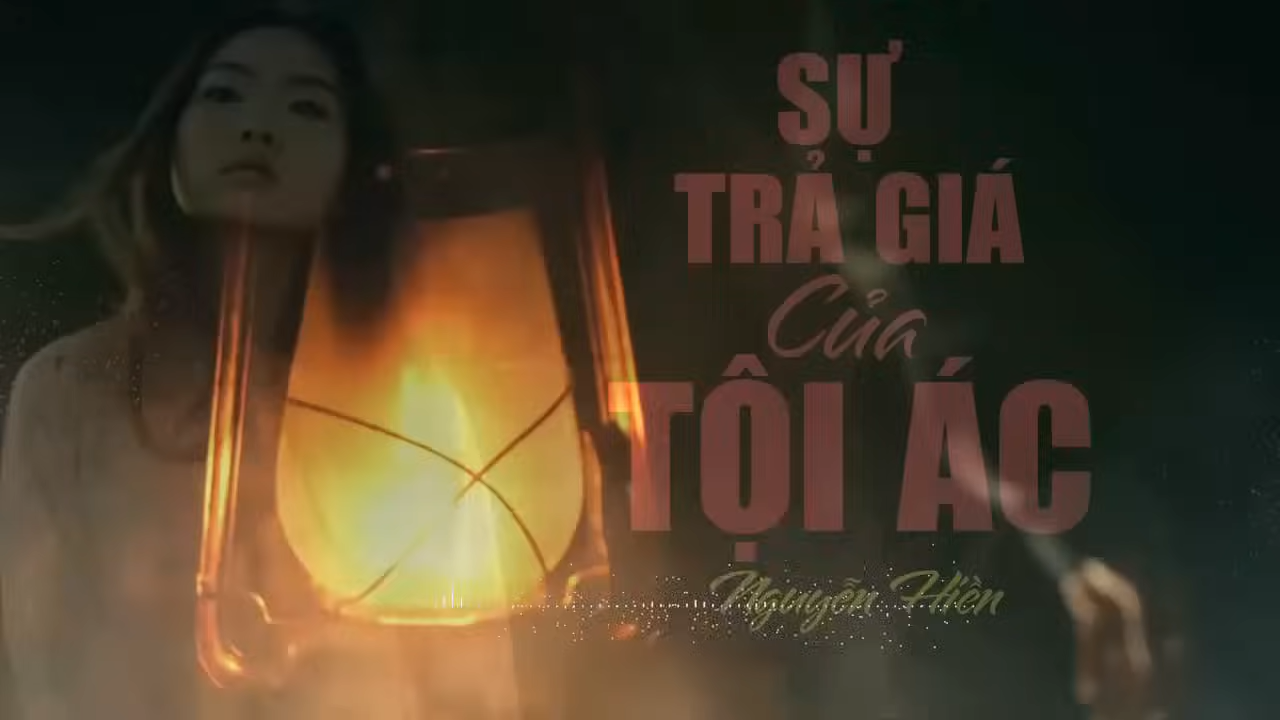 SỰ
TRẢ GIÁ
Của
TỘI ÁC
Nguyễn Hiền